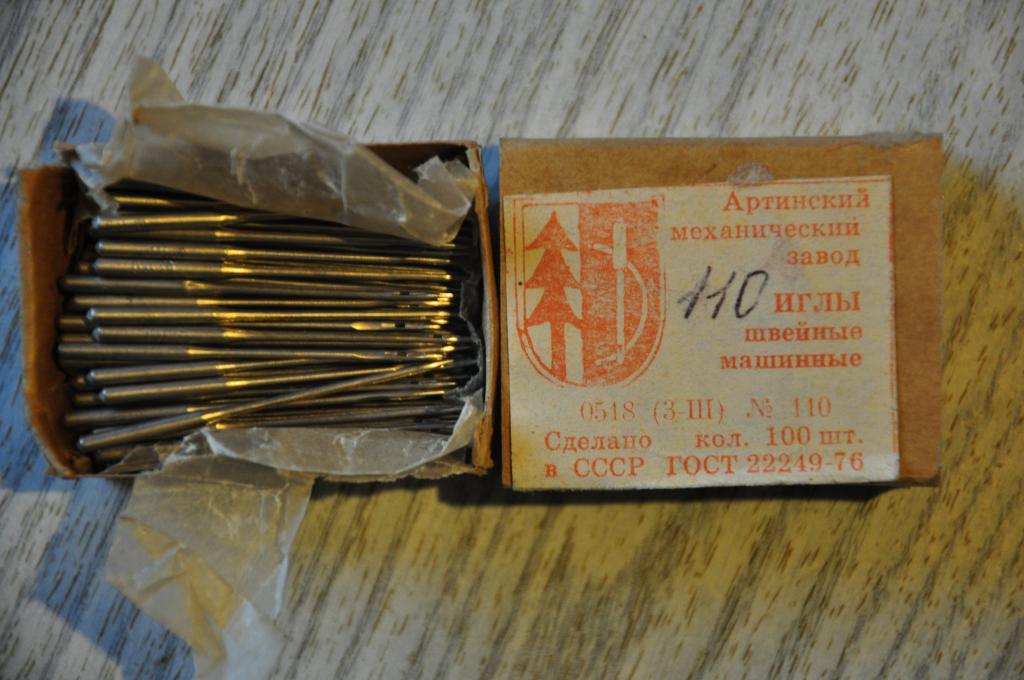 Артинский
механический
завод
110 иглы
швейные
машинные
0518 (3-III) № 110
Сделано кол. 100 шт.
в СССР ГОСТ 22249-76